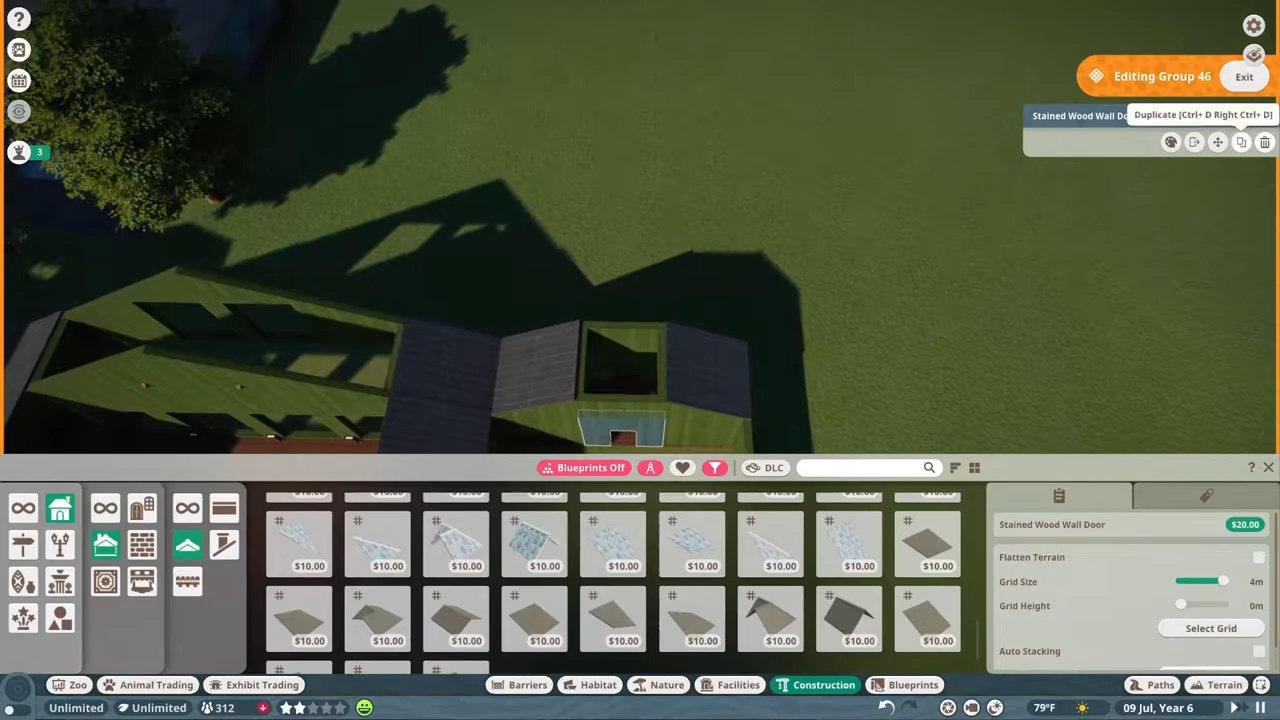 ?
Editing Group 46
Exit
Stained Wood Wall Do
Duplicate [Ctrl+ D Right Ctrl+ D]
3
Blueprints Off
DLC
?
$10.00 $10.00 $10.00 $10.00 $10.00 $10.00 $10.00 $10.00 $10.00
$10.00 $10.00 $10.00 $10.00 $10.00 $10.00 $10.00 $10.00 $10.00
Stained Wood Wall Door
$20.00
Flatten Terrain
Grid Size
4m
Grid Height
0m
Select Grid
Auto Stacking
Zoo
Animal Trading
Exhibit Trading
Barriers
Habitat
Nature
Facilities
Construction
Blueprints
Paths
Terrain
Unlimited
Unlimited
312
79°F
09 Jul, Year 6